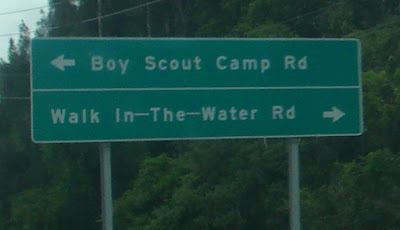 ← Boy Scout Camp Rd
Walk In-The-Water Rd →